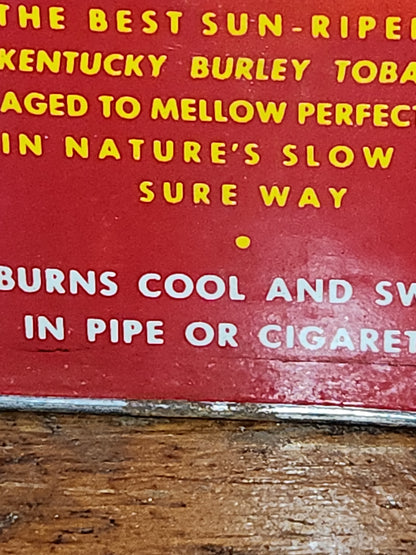 THE BEST SUN-RIPE
KENTUCKY BURLEY TOBA
AGED TO MELLOW PERFEC
IN NATURE'S SLOW
SURE WAY
BURNS COOL AND SW
IN PIPE OR CIGARET